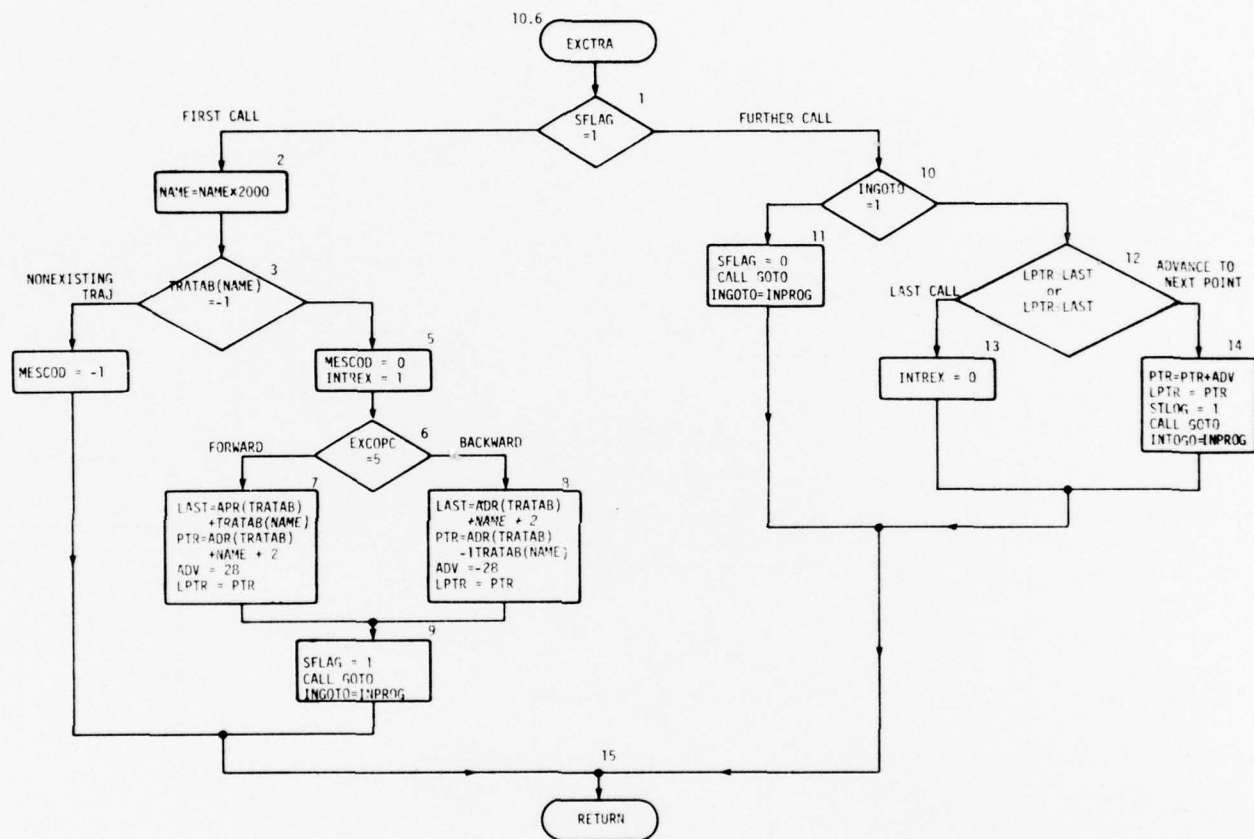 10.6
EXCTRA
1
SFLAG
=1
FIRST CALL
FURTHER CALL
2
NAME=NAME×2000
10
INGOTO
=1
3
TRATAB(NAME)
=-1
NONEXISTING
TRAJ
11
SFLAG = 0
CALL GOTO
INGOTO=INPROG
12
LPTR
LAST
or
LPTR
LAST
LAST CALL
ADVANCE TO
NEXT POINT
MESCOD = -1
5
MESCOD = 0
INTREX = 1
13
INTREX = 0
14
PTR=PTR+ADV
LPTR = PTR
STLOG = 1
CALL GOTO
INTOGO=INPROG
6
EXCOPC
=5
FORWARD
BACKWARD
7
LAST=APR(TRATAB)
+TRATAB(NAME)
PTR=ADR(TRATAB)
+NAME + 2
ADV = 28
LPTR = PTR
8
LAST=ADR(TRATAB)
+NAME + 2
PTR=ADR(TRATAB)
-1TRATAB(NAME)
ADV =-28
LPTR = PTR
9
SFLAG = 1
CALL GOTO
INGOTO=INPROG
15
RETURN